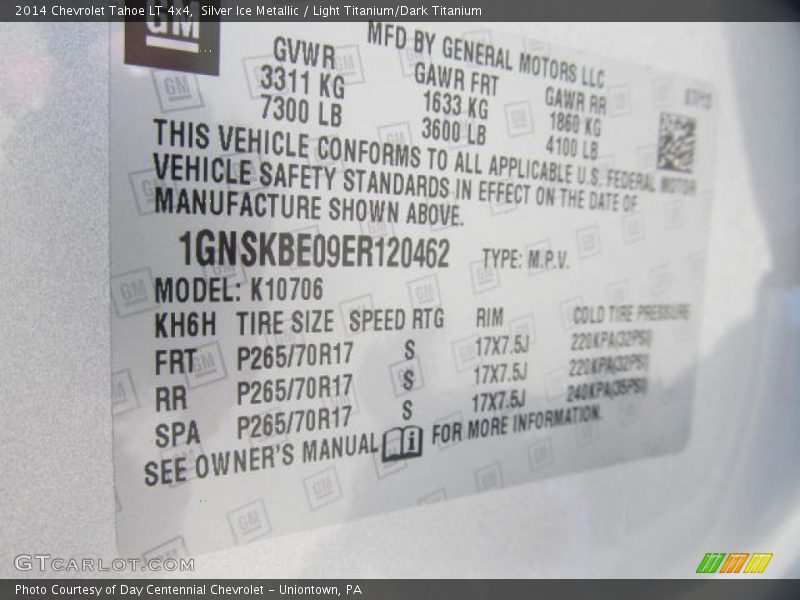 2014 Chevrolet Tahoe LT 4x4, Silver Ice Metallic / Light Titanium/Dark Titanium
GM
MFD BY GENERAL MOTORS LLC
GVWR GAWR FRT GAWR RR
3311 KG 1633 KG 1860 KG
7300 LB 3600 LB 4100 LB
THIS VEHICLE CONFORMS TO ALL APPLICABLE U.S. FEDERAL MOTOR
VEHICLE SAFETY STANDARDS IN EFFECT ON THE DATE OF
MANUFACTURE SHOWN ABOVE.
1GNSKBE09ER120462 TYPE: M.P.V.
MODEL: K10706
KH6H TIRE SIZE SPEED RTG RIM COLD TIRE PRESSURE
FRT P265/70R17 S 17X7.5J 220KPA(32PSI)
RR P265/70R17 S 17X7.5J 220KPA(32PSI)
SPA P265/70R17 S 17X7.5J 240KPA(35PSI)
SEE OWNER'S MANUAL FOR MORE INFORMATION.
GTCARLOT.COM
Photo Courtesy of Day Centennial Chevrolet - Uniontown, PA